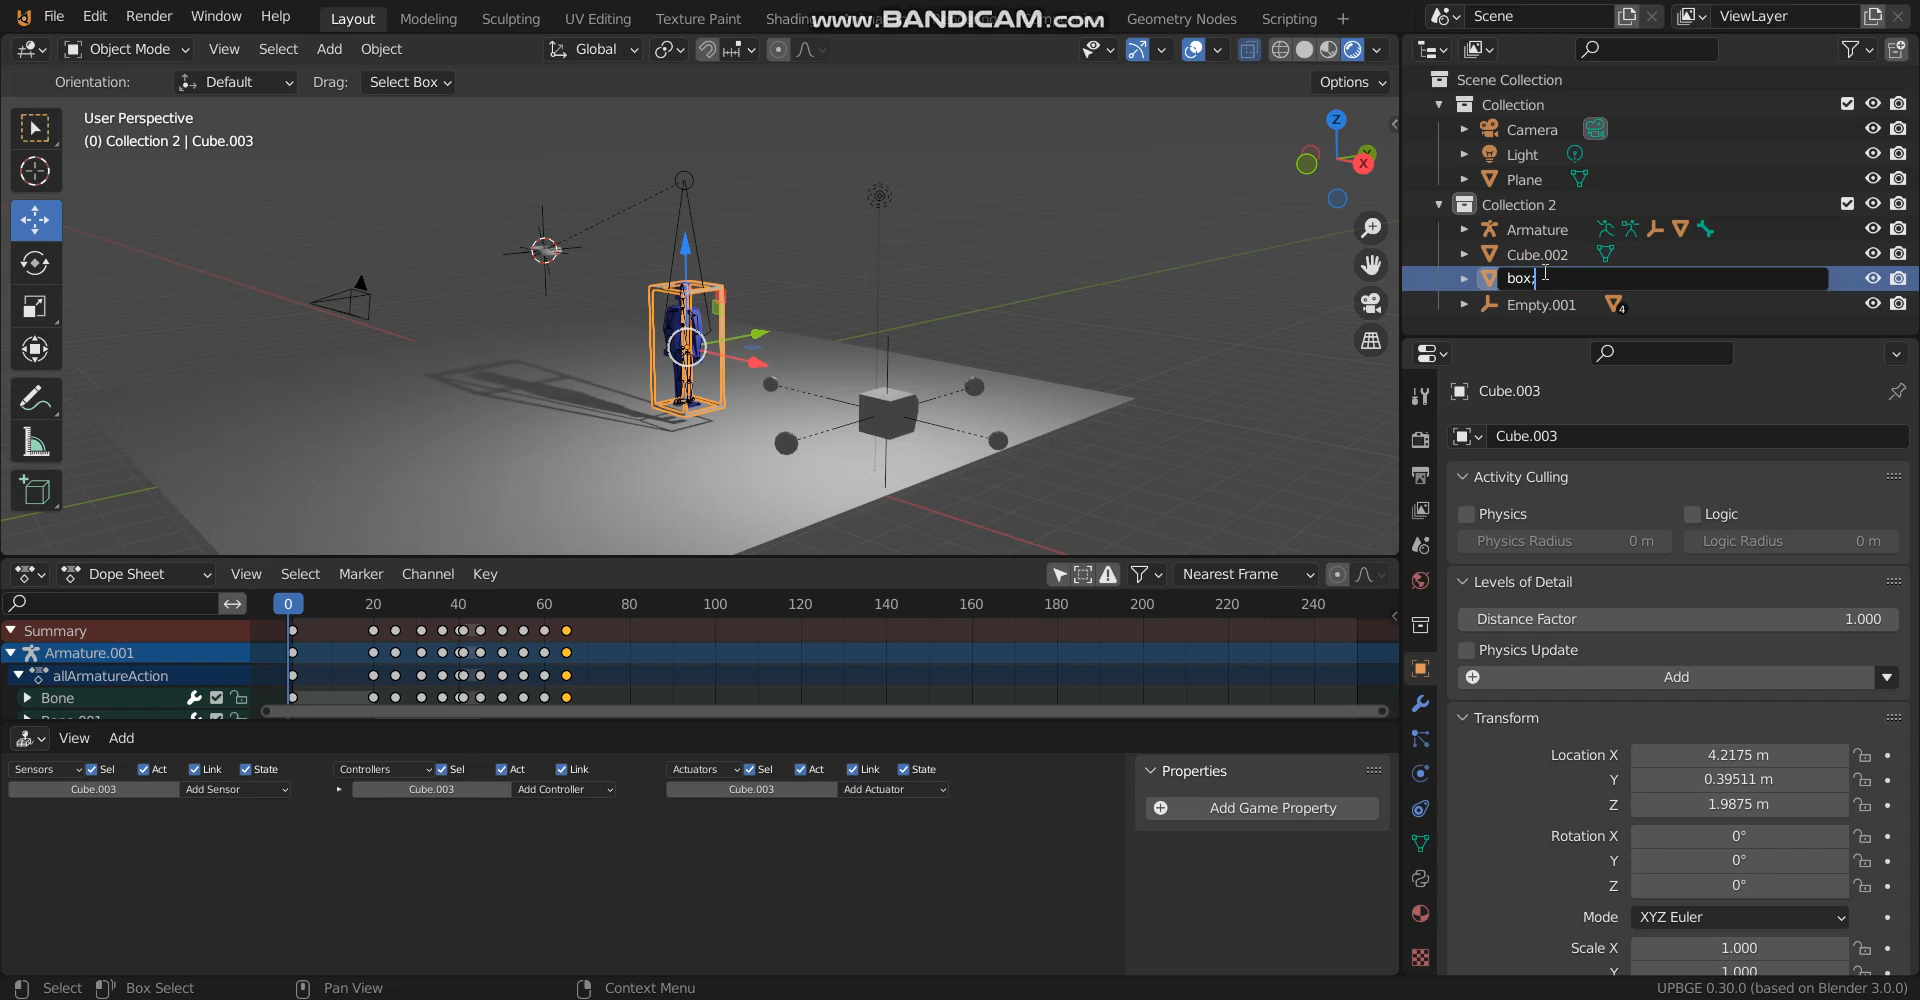 File Edit Render Window Help Layout Modeling Sculpting UV Editing Texture Paint Shading Geometry Nodes Scripting Scene ViewLayer
www.BANDICAM.com
Object Mode View Select Add Object Global
Orientation: Default Drag: Select Box Options
User Perspective
(0) Collection 2 | Cube.003
Z
X
Scene Collection
Collection
Camera
Light
Plane
Collection 2
Armature
Cube.002
box;
Empty.001
4
Cube.003
Cube.003
Activity Culling
Physics Logic
Physics Radius 0 m Logic Radius 0 m
Levels of Detail
Distance Factor 1.000
Physics Update
Add
Transform
Location X 4.2175 m
Y 0.39511 m
Z 1.9875 m
Rotation X 0°
Y 0°
Z 0°
Mode XYZ Euler
Scale X 1.000
Y 1.000
Dope Sheet View Select Marker Channel Key Nearest Frame
0 20 40 60 80 100 120 140 160 180 200 220 240
Summary
Armature.001
allArmatureAction
Bone
Bone.001
View Add
Sensors Sel Act Link State Controllers Sel Act Link Actuators Sel Act Link State
Cube.003 Add Sensor Cube.003 Add Controller Cube.003 Add Actuator
Properties
Add Game Property
Select Box Select Pan View Context Menu UPBGE 0.30.0 (based on Blender 3.0.0)